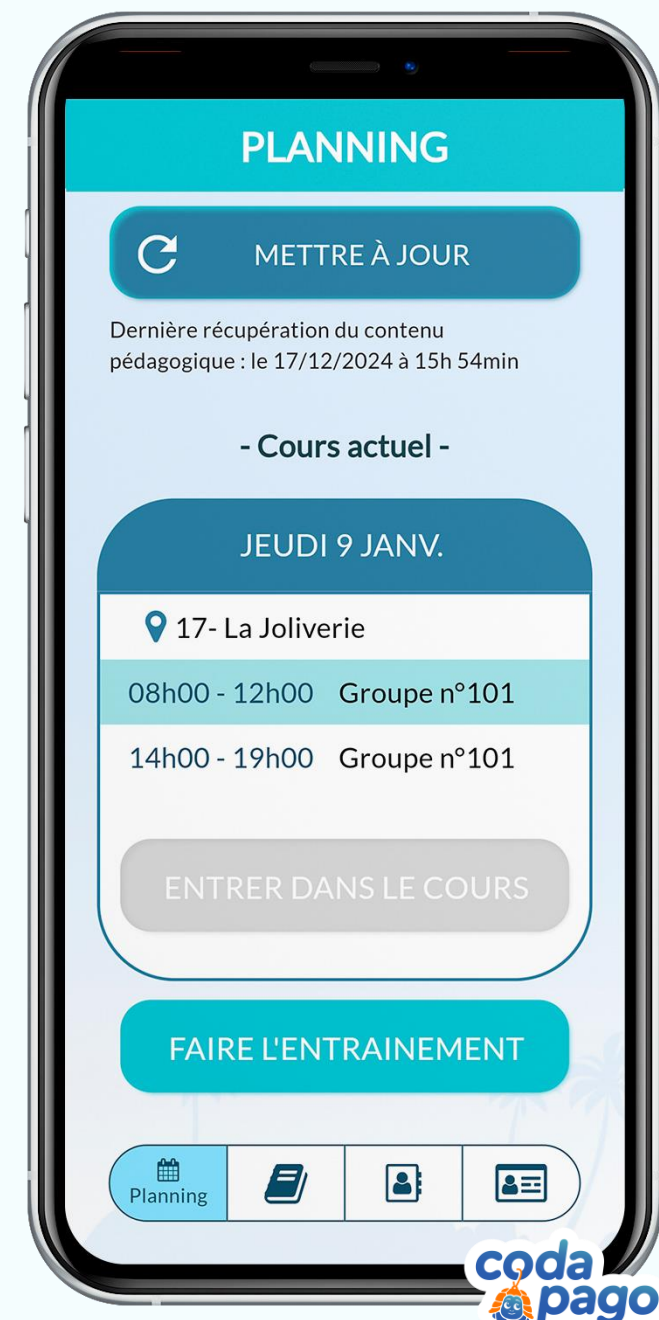 PLANNING
METTRE À JOUR
Dernière récupération du contenu
pédagogique : le 17/12/2024 à 15h 54min
- Cours actuel -
JEUDI 9 JANV.
17- La Joliverie
08h00 - 12h00 Groupe n°101
14h00 - 19h00 Groupe n°101
ENTRER DANS LE COURS
FAIRE L'ENTRAINEMENT
Planning
coda
pago